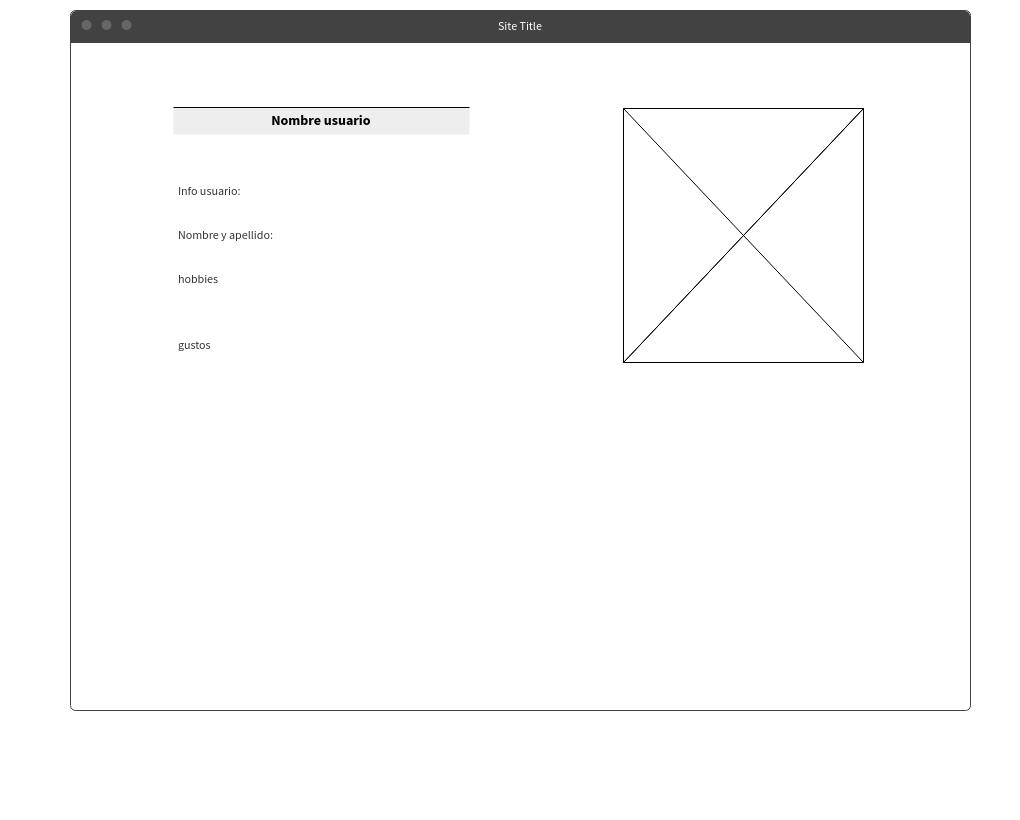 Site Title
Nombre usuario
Info usuario:
Nombre y apellido:
hobbies
gustos